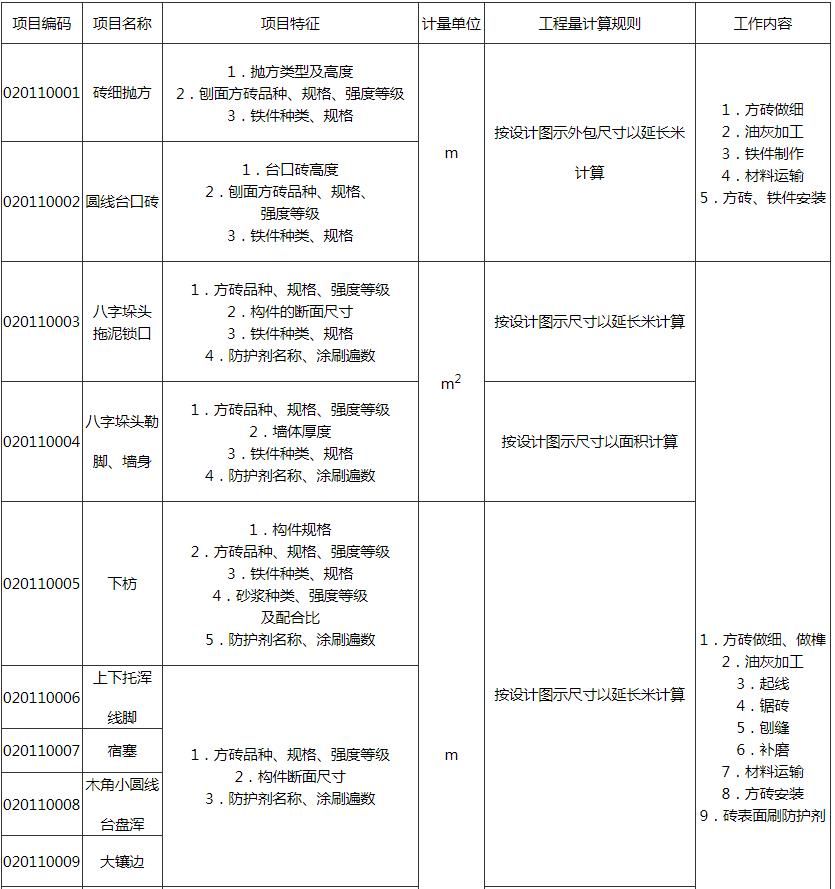 项目编码 项目名称 项目特征 计量单位 工程量计算规则 工作内容
020110001
砖细抛方
1．抛方类型及高度
2．刨面方砖品种、规格、强度等级
3．铁件种类、规格
m
按设计图示外包尺寸以延长米
计算
1．方砖做细
2．油灰加工
3．铁件制作
4．材料运输
5．方砖、铁件安装
020110002
圆线台口砖
1．台口砖高度
2．刨面方砖品种、规格、
强度等级
3．铁件种类、规格
020110003
八字垛头
拖泥锁口
1．方砖品种、规格、强度等级
2．构件的断面尺寸
3．铁件种类、规格
4．防护剂名称、涂刷遍数
m2
按设计图示尺寸以延长米计算
020110004
八字垛头勒
脚、墙身
1．方砖品种、规格、强度等级
2．墙体厚度
3．铁件种类、规格
4．防护剂名称、涂刷遍数
按设计图示尺寸以面积计算
020110005
下枋
1．构件规格
2．方砖品种、规格、强度等级
3．铁件种类、规格
4．砂浆种类、强度等级
及配合比
5．防护剂名称、涂刷遍数
m
按设计图示尺寸以延长米计算
1．方砖做细、做榫
2．油灰加工
3．起线
4．锯砖
5．刨缝
6．补磨
7．材料运输
8．方砖安装
9．砖表面刷防护剂
020110006
上下托浑
线脚
1．方砖品种、规格、强度等级
2．构件断面尺寸
3．防护剂名称、涂刷遍数
020110007
宿塞
020110008
木角小圆线
台盘浑
020110009
大镶边